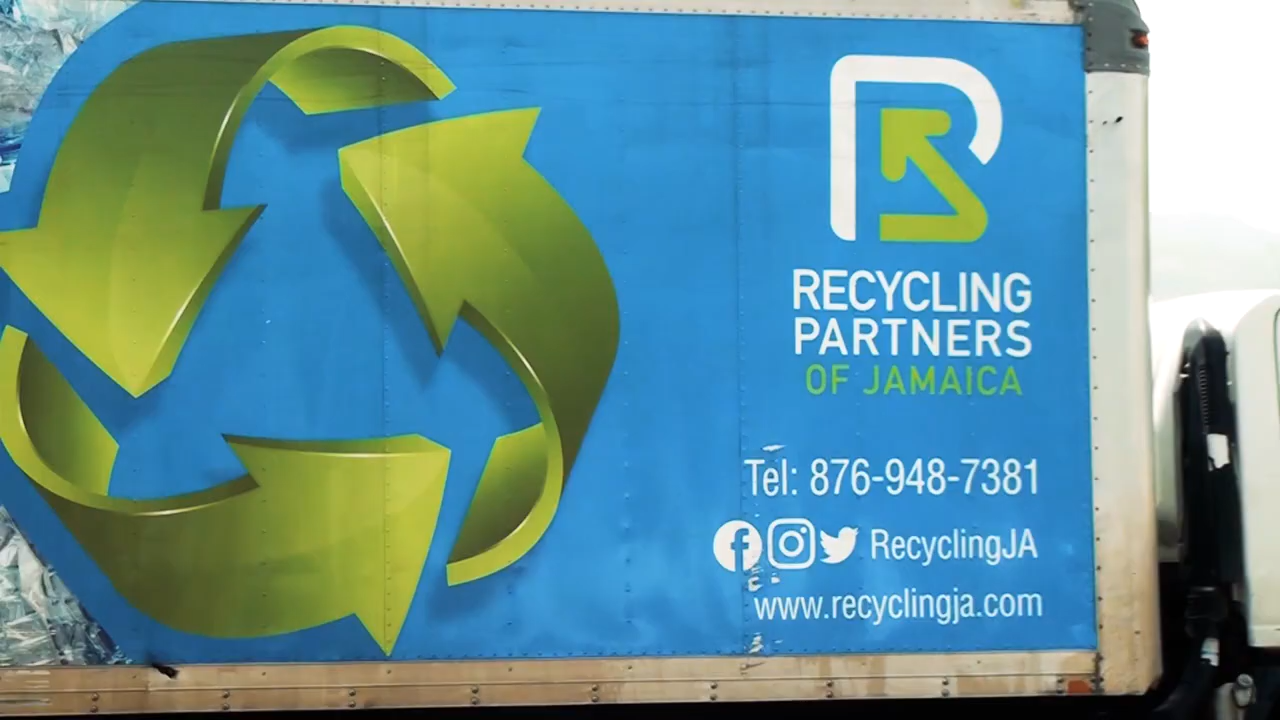 RECYCLING
PARTNERS
OF JAMAICA
Tel: 876-948-7381
RecyclingJA
www.recyclingja.com